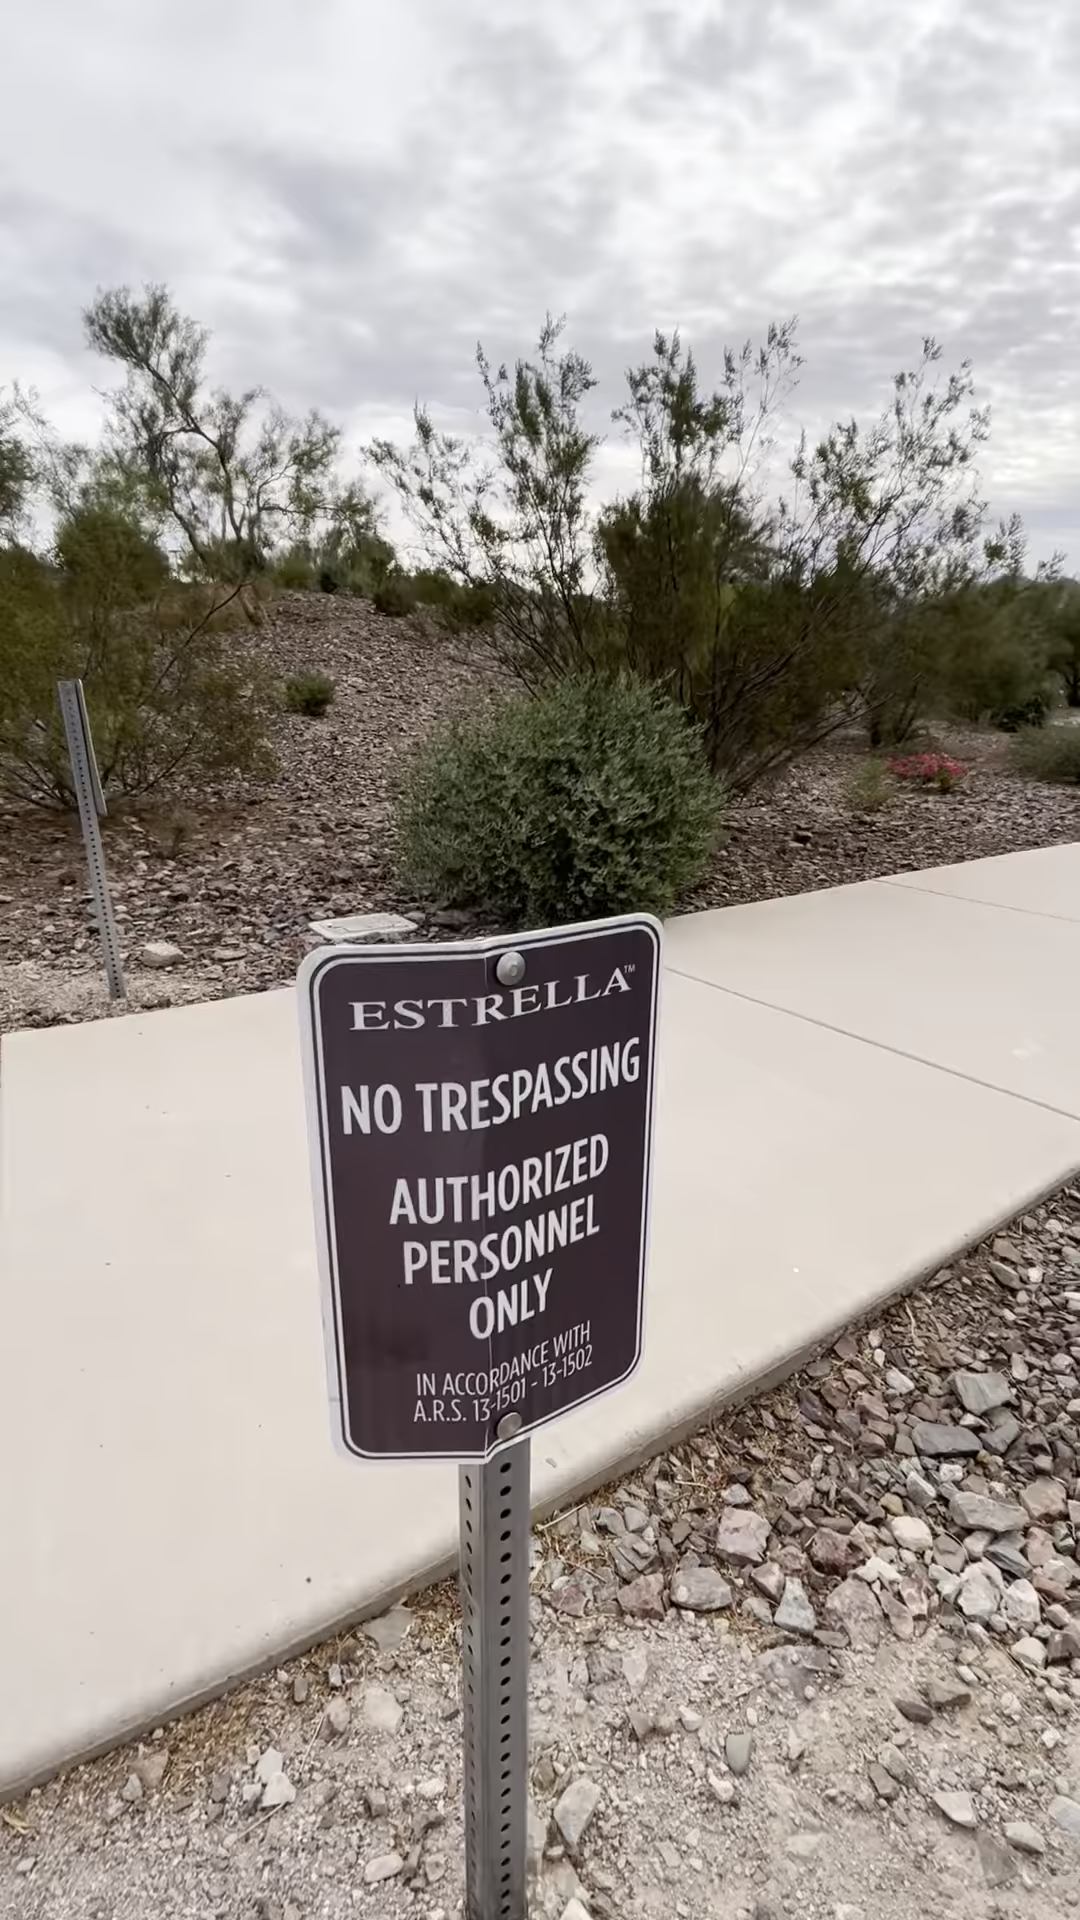 ESTRELLA™
NO TRESPASSING
AUTHORIZED
PERSONNEL
ONLY
IN ACCORDANCE WITH
A.R.S. 13-1501 - 13-1502